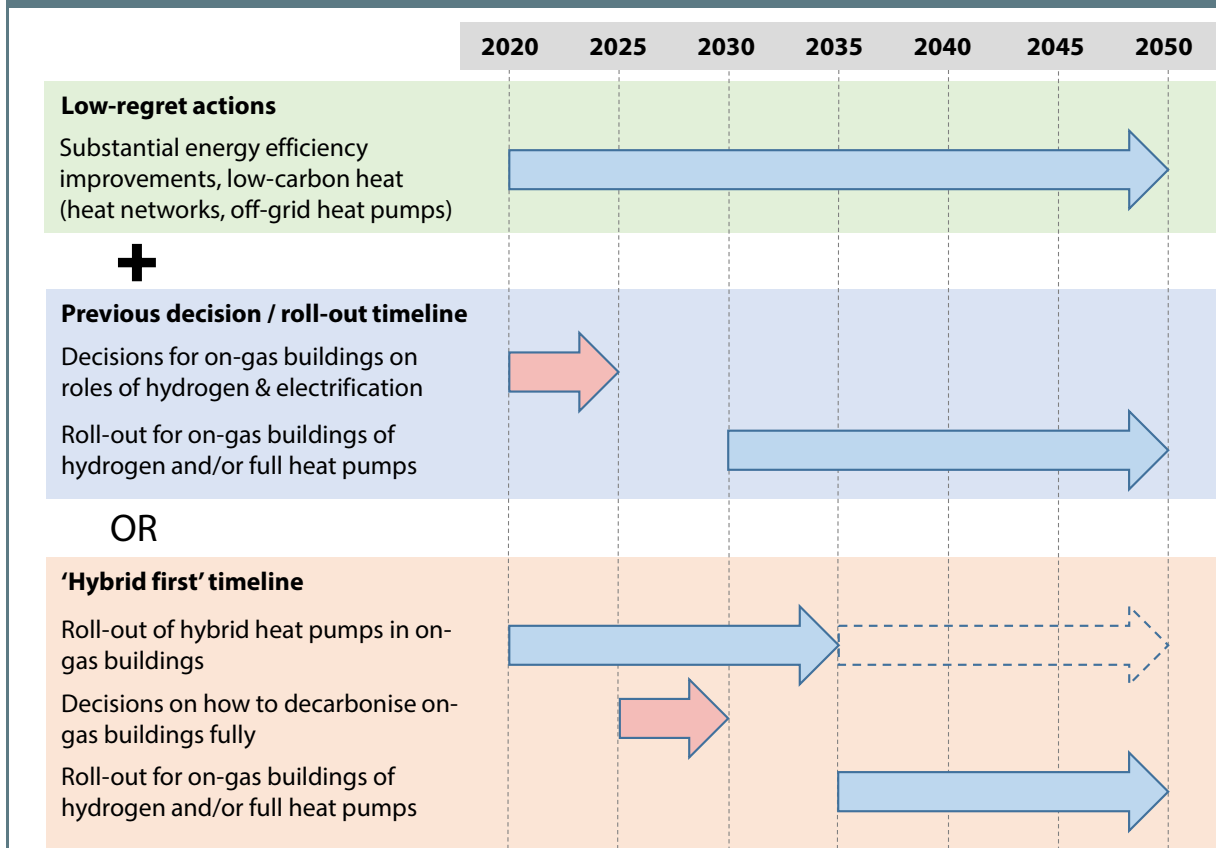 2020 2025 2030 2035 2040 2045 2050
Low-regret actions
Substantial energy efficiency
improvements, low-carbon heat
(heat networks, off-grid heat pumps)
+
Previous decision / roll-out timeline
Decisions for on-gas buildings on
roles of hydrogen & electrification
Roll-out for on-gas buildings of
hydrogen and/or full heat pumps
OR
‘Hybrid first’ timeline
Roll-out of hybrid heat pumps in on-
gas buildings
Decisions on how to decarbonise on-
gas buildings fully
Roll-out for on-gas buildings of
hydrogen and/or full heat pumps